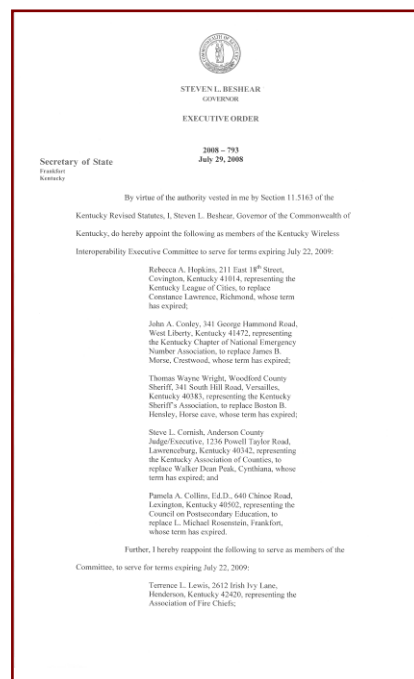 STEVEN L. BESHEAR
GOVERNOR
EXECUTIVE ORDER
2008 – 793
July 29, 2008
Secretary of State
Frankfort
Kentucky
By virtue of the authority vested in me by Section 11.5163 of the
Kentucky Revised Statutes, I, Steven L. Beshear, Governor of the Commonwealth of
Kentucky, do hereby appoint the following as members of the Kentucky Wireless
Interoperability Executive Committee to serve for terms expiring July 22, 2009:
Rebecca A. Hopkins, 211 East 18th Street,
Covington, Kentucky 41014, representing the
Kentucky League of Cities, to replace
Constance Lawrence, Richmond, whose term
has expired;
John A. Conley, 341 George Hammond Road,
West Liberty, Kentucky 41472, representing
the Kentucky Chapter of National Emergency
Number Association, to replace James B.
Morse, Crestwood, whose term has expired;
Thomas Wayne Wright, Woodford County
Sheriff, 341 South Hill Road, Versailles,
Kentucky 40383, representing the Kentucky
Sheriff's Association, to replace Boston B.
Hensley, Horse cave, whose term has expired;
Steve L. Cornish, Anderson County
Judge/Executive, 1236 Powell Taylor Road,
Lawrenceburg, Kentucky 40342, representing
the Kentucky Association of Counties, to
replace Walker Dean Peak, Cynthiana, whose
term has expired; and
Pamela A. Collins, Ed.D., 640 Chinoe Road,
Lexington, Kentucky 40502, representing the
Council on Postsecondary Education, to
replace L. Michael Rosenstein, Frankfort,
whose term has expired.
Further, I hereby reappoint the following to serve as members of the
Committee, to serve for terms expiring July 22, 2009:
Terrence L. Lewis, 2612 Irish Ivy Lane,
Henderson, Kentucky 42420, representing the
Association of Fire Chiefs;